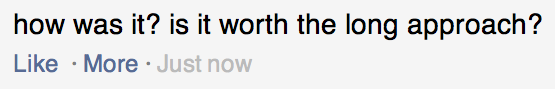 how was it? is it worth the long approach?
Like · More · Just now